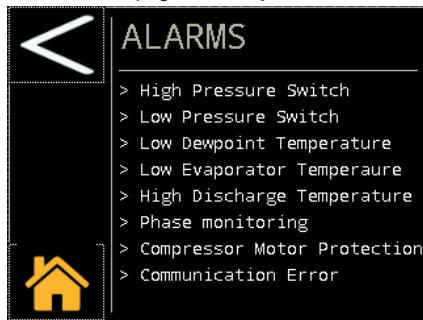 ALARMS
> High Pressure Switch
> Low Pressure Switch
> Low Dewpoint Temperature
> Low Evaporator Temperaure
> High Discharge Temperature
> Phase monitoring
> Compressor Motor Protection
> Communication Error